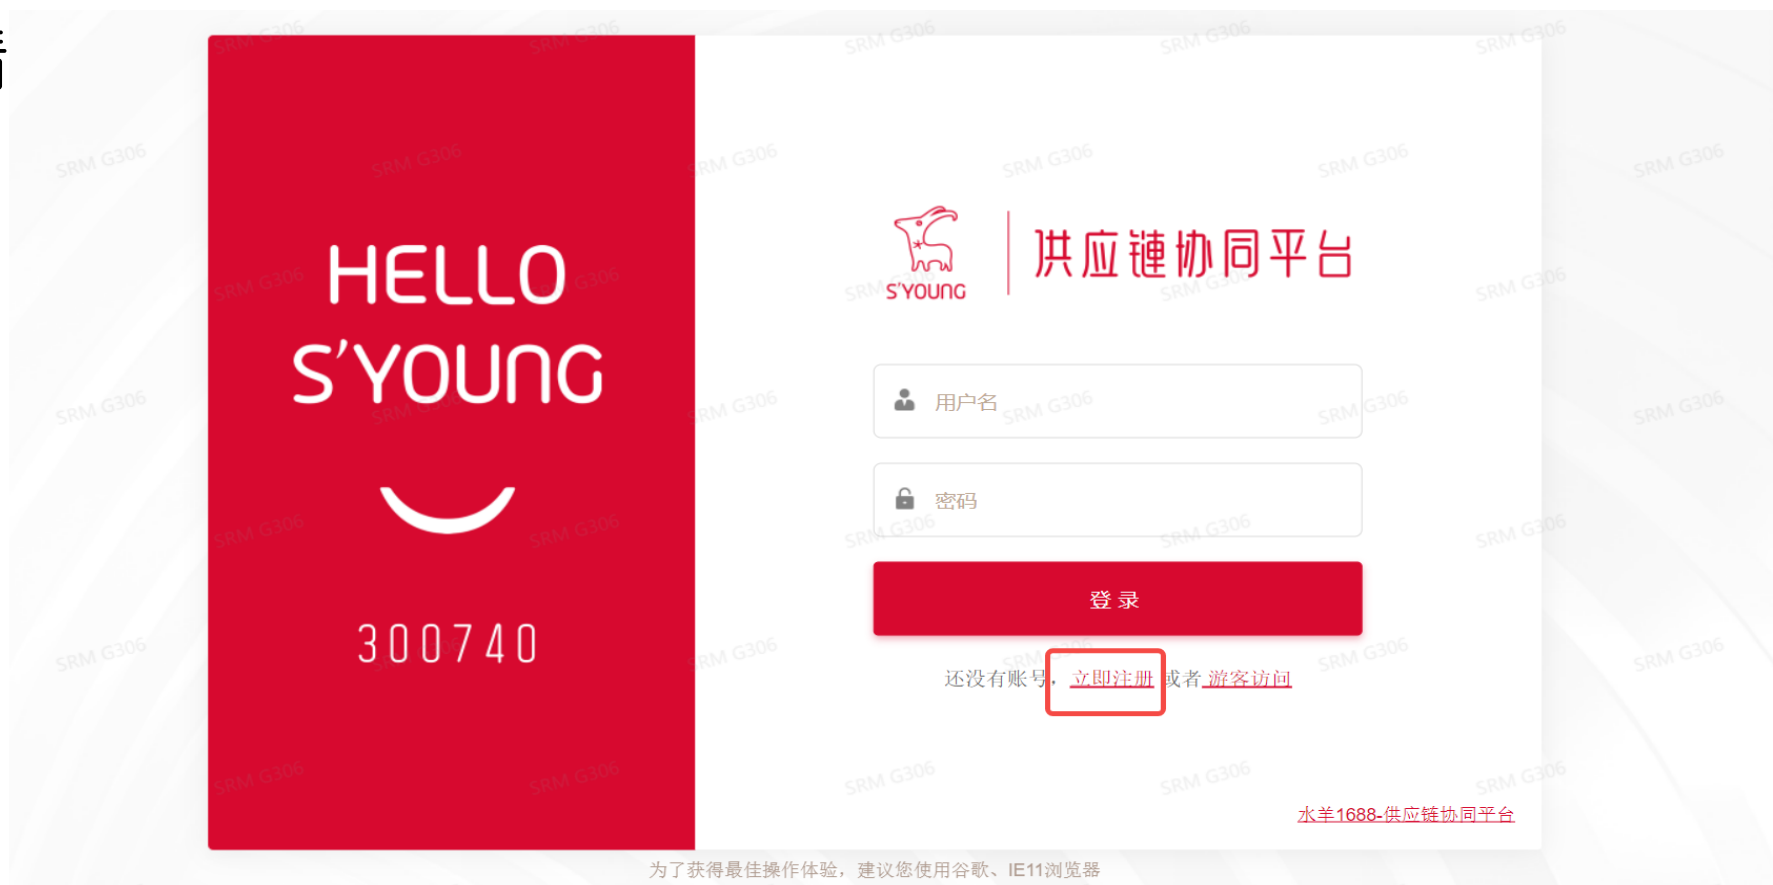 HELLO
S'YOUNG
300740
S'YOUNG
供应链协同平台
用户名
密码
登 录
还没有账号，立即注册 或者 游客访问
水羊1688-供应链协同平台
为了获得最佳操作体验，建议您使用谷歌、IE11浏览器
SRM G306